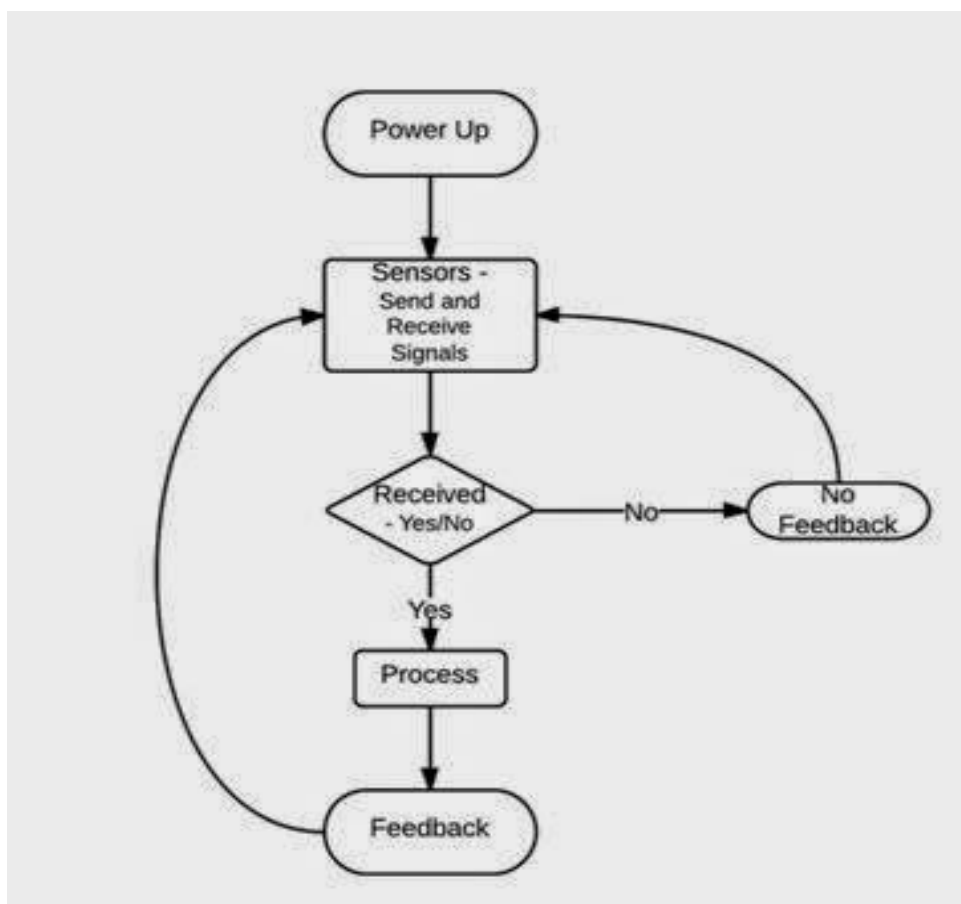 Power Up
Sensors -
Send and
Receive
Signals
Received
- Yes/No
No
No
Feedback
Yes
Process
Feedback